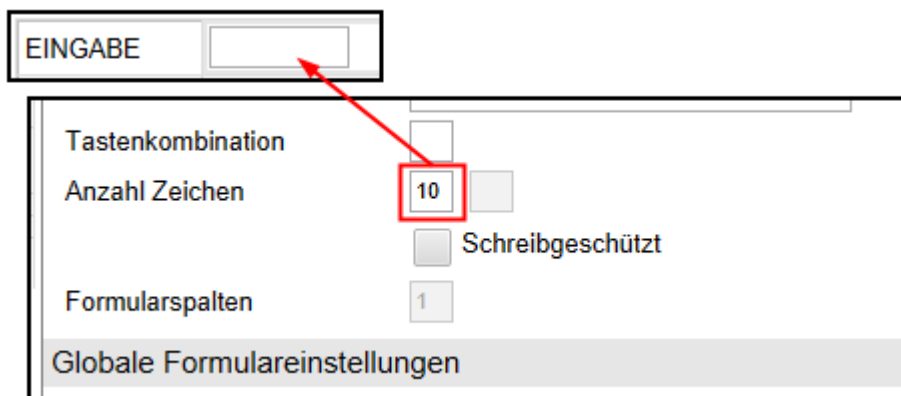 EINGABE
Tastenkombination
Anzahl Zeichen 10
Schreibgeschützt
Formularspalten 1
Globale Formulareinstellungen